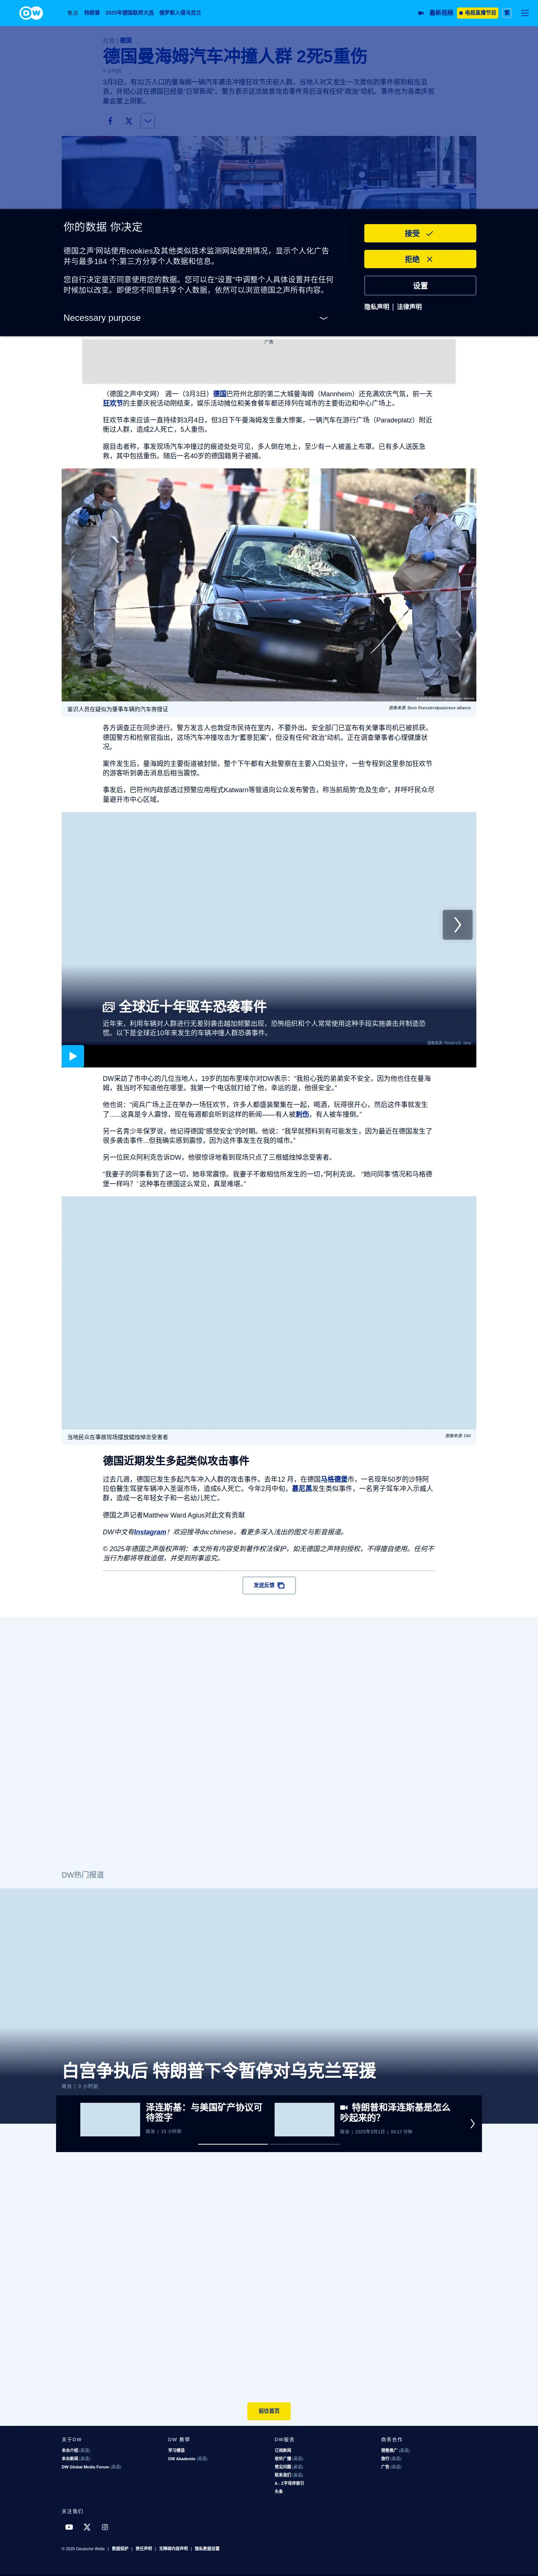 DW
焦点 特朗普 2025年德国联邦大选 俄罗斯入侵乌克兰
最新视频 电视直播节目 繁
社会 | 德国
德国曼海姆汽车冲撞人群 2死5重伤
4 小时前
3月3日，有32万人口的曼海姆一辆汽车袭击冲撞狂欢节庆祝人群。当地人对又发生一次类似的事件感到相当沮
丧，并担心这在德国已经是"日常新闻"。警方表示这次故意攻击事件背后没有任何"政治"动机。事件也为各类庆祝
集会蒙上阴影。
你的数据 你决定
德国之声'网站使用cookies及其他类似技术监测网站使用情况，显示个人化广告
并与最多184 个;第三方分享个人数据和信息。
您自行决定是否同意使用您的数据。您可以在"设置"中调整个人具体设置并在任何
时候加以改变。即便您不同意共享个人数据，依然可以浏览德国之声所有内容。
Necessary purpose
接受
拒绝
设置
隐私声明 | 法律声明
广告
（德国之声中文网） 週一（3月3日）德国巴符州北部的第二大城曼海姆（Mannheim）还充满欢庆气氛，前一天
狂欢节的主要庆祝活动刚结束，娱乐活动摊位和美食餐车都还排列在城市的主要街边和中心广场上。
狂欢节本来应该一直持续到3月4日，但3日下午曼海姆发生重大惨案，一辆汽车在游行广场（Paradeplatz）附近
衝过人群，造成2人死亡，5人重伤。
据目击者称，事发现场汽车冲撞过的痕迹处处可见，多人倒在地上，至少有一人被盖上布罩。已有多人送医急
救，其中包括重伤。随后一名40岁的德国籍男子被捕。
鉴识人员在疑似为肇事车辆的汽车旁搜证
图像来源: Boris Roessler/dpa/picture alliance
各方调查正在同步进行。警方发言人也敦促市民待在室内，不要外出。安全部门已宣布有关肇事司机已被抓获。
德国警方和检察官指出，这场汽车冲撞攻击为"蓄意犯案"，但没有任何"政治"动机，正在调查肇事者心理健康状
况。
案件发生后，曼海姆的主要街道被封锁，整个下午都有大批警察在主要入口处驻守，一些专程到这里参加狂欢节
的游客听到袭击消息后相当震惊。
事发后，巴符州内政部透过预警应用程式Katwarn等管道向公众发布警告，称当前局势"危及生命"，并呼吁民众尽
量避开市中心区域。
全球近十年驱车恐袭事件
近年来，利用车辆对人群进行无差别袭击越加频繁出现，恐怖组织和个人常常使用这种手段实施袭击并制造恐
慌。以下是全球近10年来发生的车辆冲撞人群恐袭事件。
图像来源: Reuters/S. Vera
DW采访了市中心的几位当地人，19岁的加布里埃尔对DW表示："我担心我的弟弟安不安全，因为他也住在曼海
姆，我当时不知道他在哪里。我第一个电话就打给了他。幸运的是，他很安全。"
他也说："阅兵广场上正在举办一场狂欢节，许多人都盛装聚集在一起，喝酒，玩得很开心，然后这件事就发生
了......这真是令人震惊，现在每週都会听到这样的新闻——有人被刺伤，有人被车撞倒。"
另一名青少年保罗说，他记得德国"感觉安全"的时期。他说："我早就预料到有可能发生，因为最近在德国发生了
很多袭击事件...但我确实感到震惊，因为这件事发生在我的城市。"
另一位民众阿利克告诉DW，他很惊讶地看到现场只点了三根蜡烛悼念受害者。
"我妻子的同事看到了这一切，她非常震惊。我妻子不敢相信所发生的一切，"阿利克说。 "她问同事'情况和马格德
堡一样吗？' 这种事在德国这么常见，真是难堪。"
当地民众在事故现场摆放蜡烛悼念受害者
图像来源: DW
德国近期发生多起类似攻击事件
过去几週，德国已发生多起汽车冲入人群的攻击事件。去年12 月，在德国马格德堡市，一名现年50岁的沙特阿
拉伯醫生驾驶车辆冲入圣诞市场，造成6人死亡。今年2月中旬，慕尼黑发生类似事件，一名男子驾车冲入示威人
群，造成一名年轻女子和一名幼儿死亡。
德国之声记者Matthew Ward Agius对此文有贡献
DW中文有Instagram！欢迎搜寻dw.chinese，看更多深入浅出的图文与影音报道。
© 2025年德国之声版权声明：本文所有内容受到著作权法保护，如无德国之声特别授权，不得擅自使用。任何不
当行为都将导致追偿，并受到刑事追究。
发送反馈
DW热门报道
白宫争执后 特朗普下令暂停对乌克兰军援
政治 | 3 小时前
泽连斯基：与美国矿产协议可
待签字
政治 | 15 小时前
特朗普和泽连斯基是怎么
吵起来的?
政治 | 2025年3月1日 | 04:17 分钟
前往首页
关于DW
本台介绍 (英语)
本台新闻 (英语)
DW Global Media Forum (英语)
DW 教學
学习德语
DW Akademie (英语)
DW服务
订阅新闻
收听广播 (英语)
常见问题 (英语)
联系我们 (英语)
A - Z字母序索引
头条
商务合作
销售推广 (英语)
旅行 (英语)
广告 (英语)
关注我们
© 2025 Deutsche Welle | 数据保护 | 责任声明 | 无障碍内容声明 | 隐私数据设置